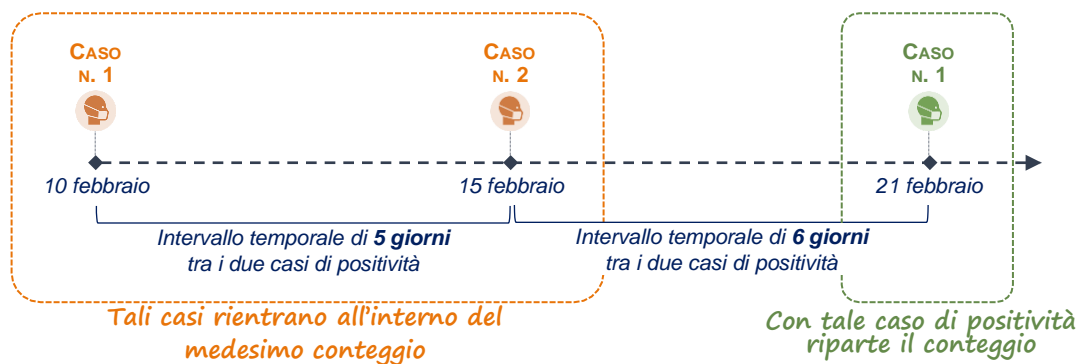 CASO
N. 1
CASO
N. 2
CASO
N. 1
10 febbraio
15 febbraio
21 febbraio
Intervallo temporale di 5 giorni
tra i due casi di positività
Intervallo temporale di 6 giorni
tra i due casi di positività
Tali casi rientrano all'interno del
medesimo conteggio
Con tale caso di positività
riparte il conteggio